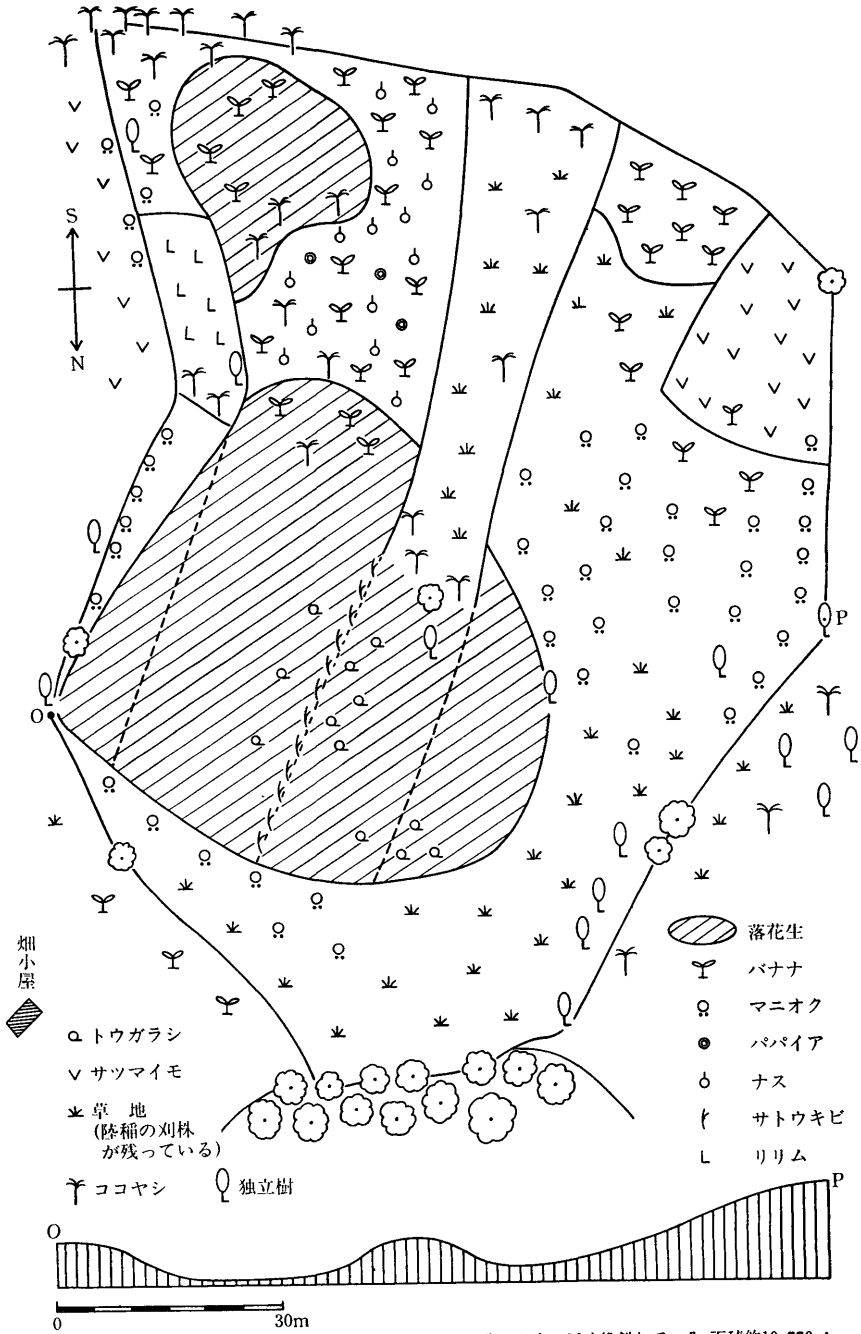 S
N
O
P
畑小屋
落花生
バナナ
マニオク
パパイア
ナス
サトウキビ
リリム
トウガラシ
サツマイモ
草 地
(陸稲の刈株
が残っている)
ココヤシ
独立樹
O
P
0 30m